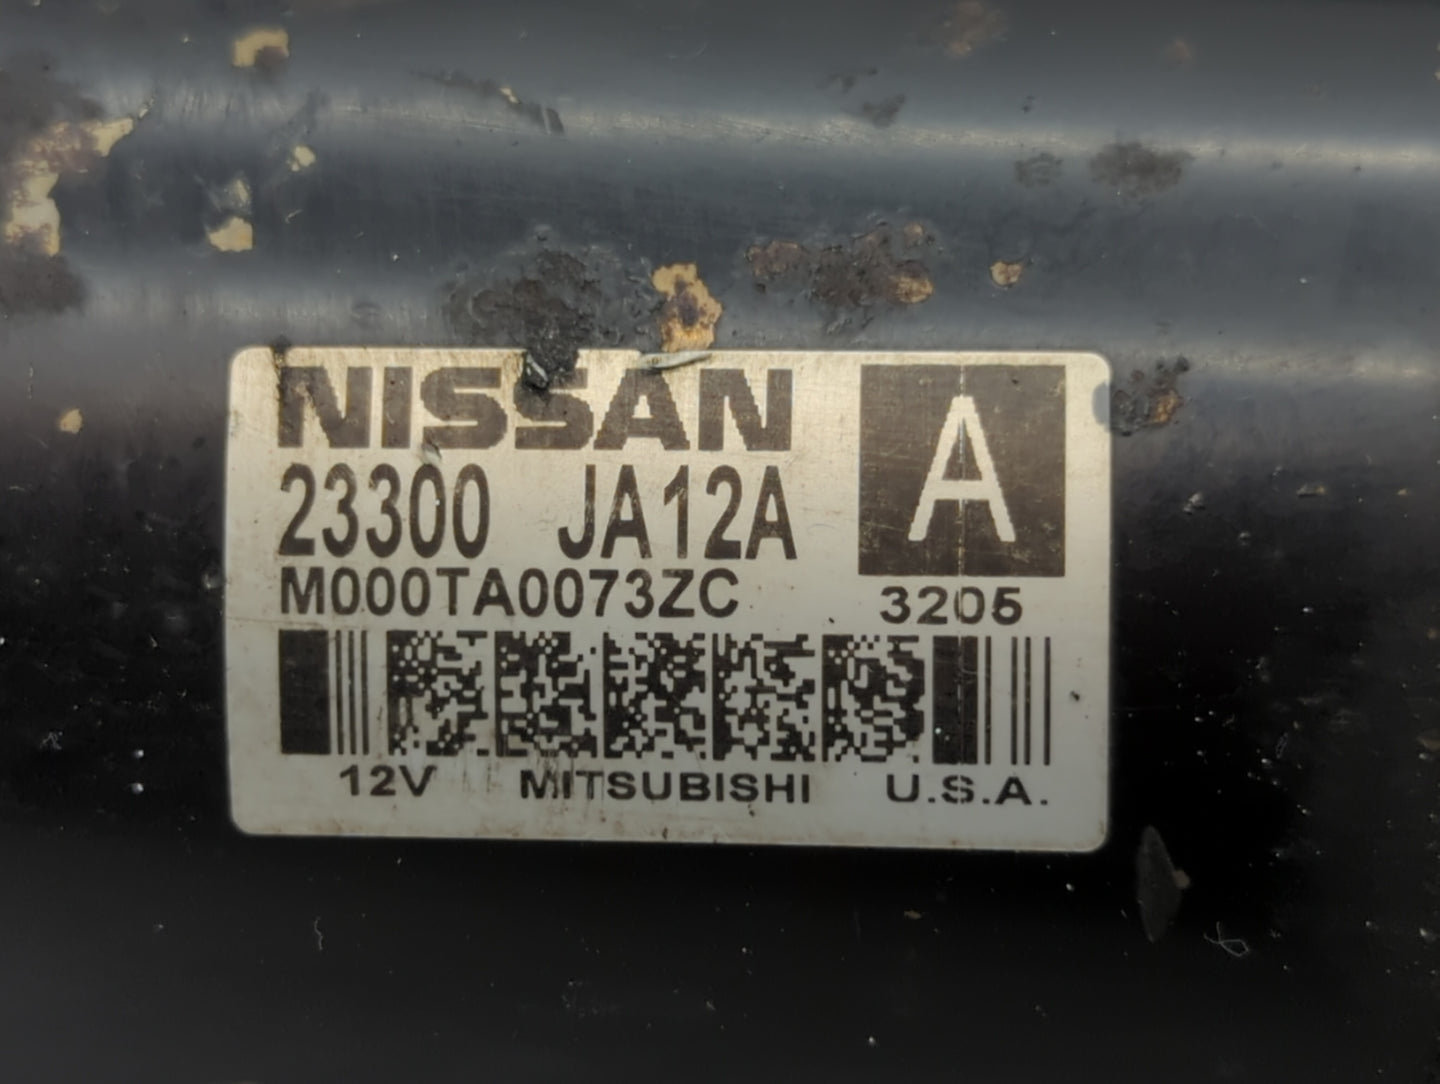 NISSAN
A
23300 JA12A
M000TA0073ZC
3205
12V MITSUBISHI U.S.A.